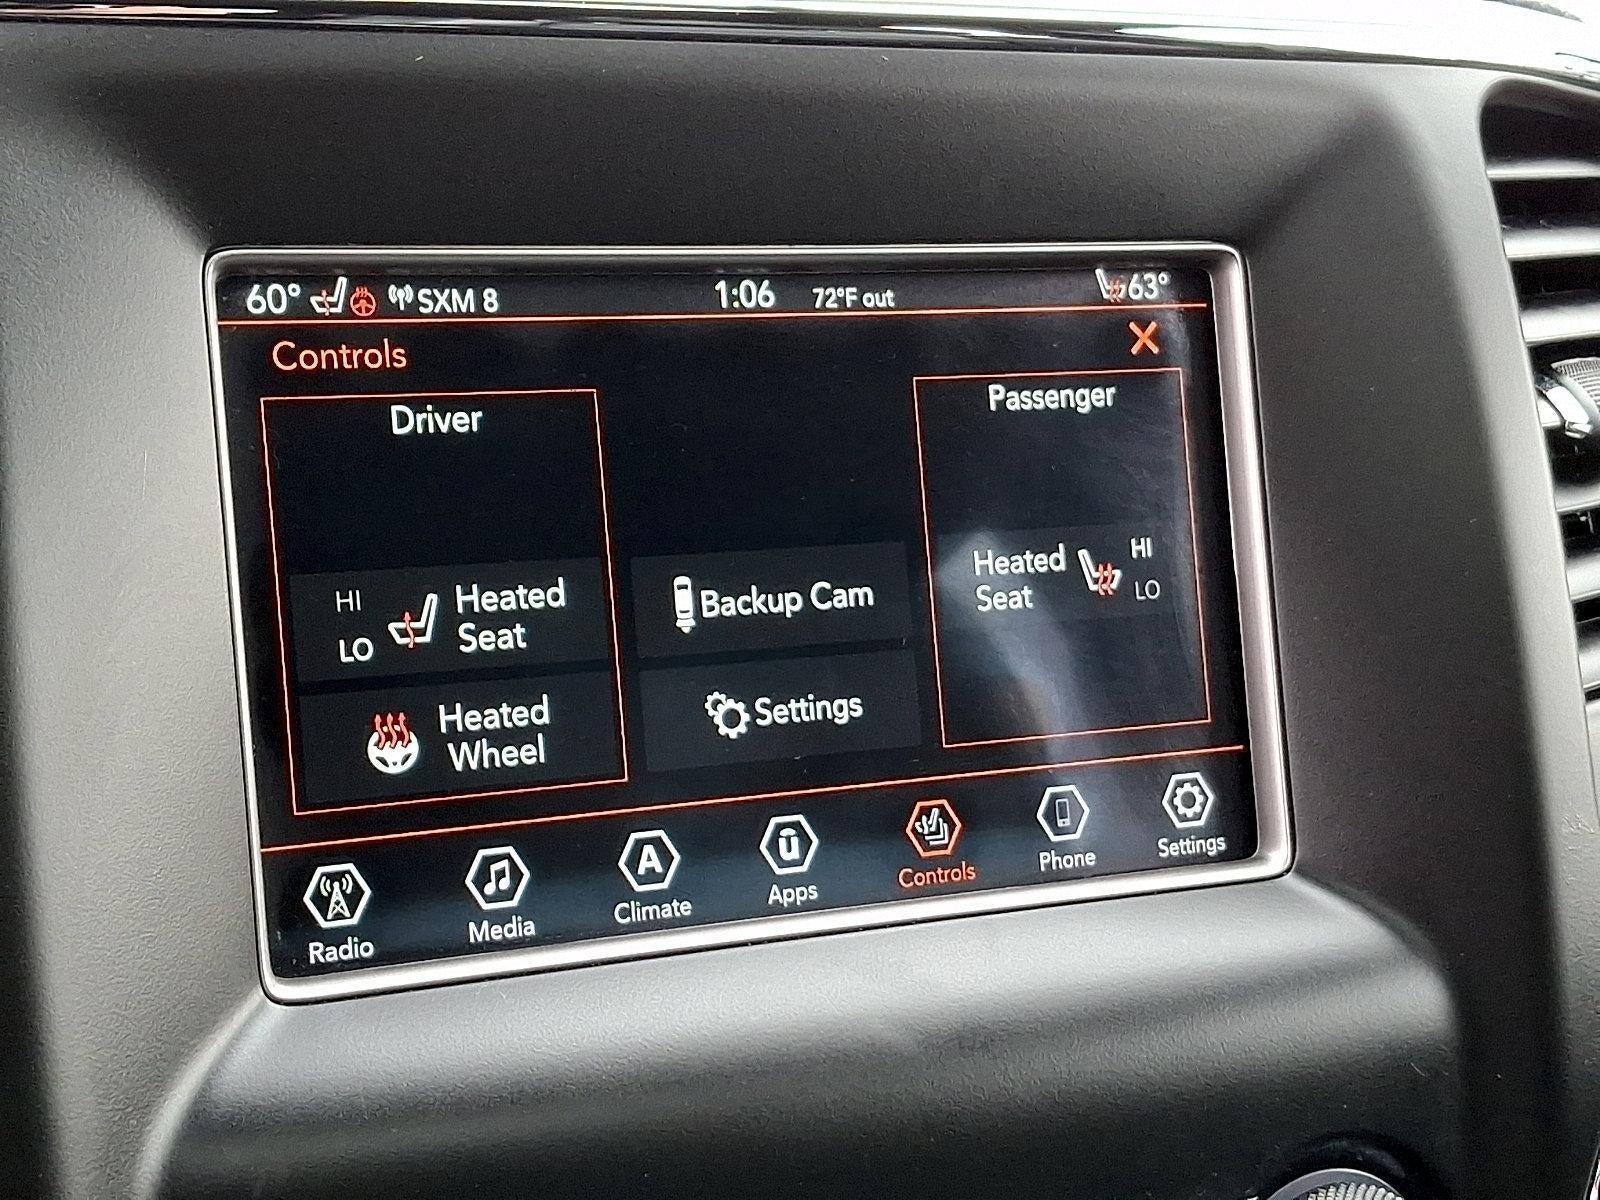 60° SXM 8 1:06 72°F out 63°
Controls X
Driver
Passenger
HI
LO
Heated
Seat
Heated
Wheel
Backup Cam
Settings
Heated
Seat
HI
LO
Radio Media A Climate ū Apps Controls Phone Settings